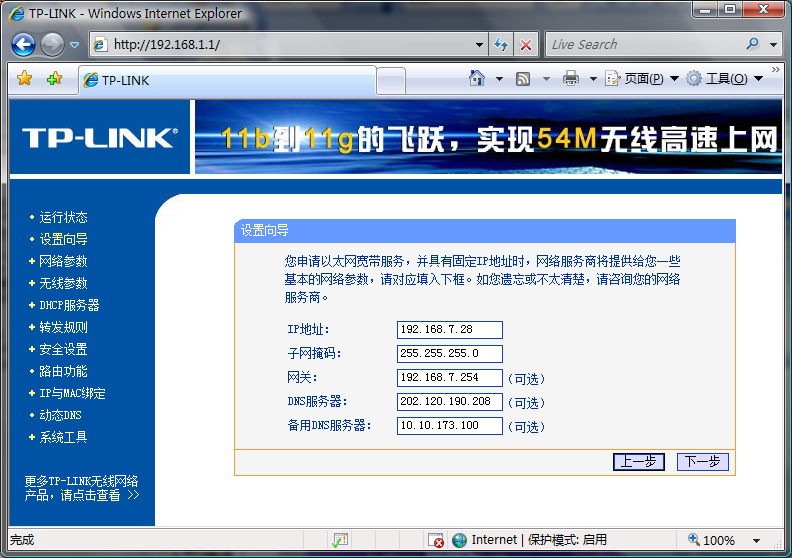 TP-LINK - Windows Internet Explorer
http://192.168.1.1/
Live Search
TP-LINK
页面(P)
工具(O)
TP-LINK®
11b到11g的飞跃，实现54M无线高速上网
运行状态
设置向导
网络参数
无线参数
DHCP服务器
转发规则
安全设置
路由功能
IP与MAC绑定
动态DNS
系统工具
更多TP-LINK无线网络
产品，请点击查看 >>
设置向导
您申请以太网宽带服务，并具有固定IP地址时，网络服务商将提供给您一些
基本的网络参数，请对应填入下框。如您遗忘或不太清楚，请咨询您的网络
服务商。
IP地址： 192.168.7.28
子网掩码： 255.255.255.0
网关： 192.168.7.254 （可选）
DNS服务器： 202.120.190.208 （可选）
备用DNS服务器： 10.10.173.100 （可选）
上一步 下一步
完成
Internet | 保护模式: 启用
100%